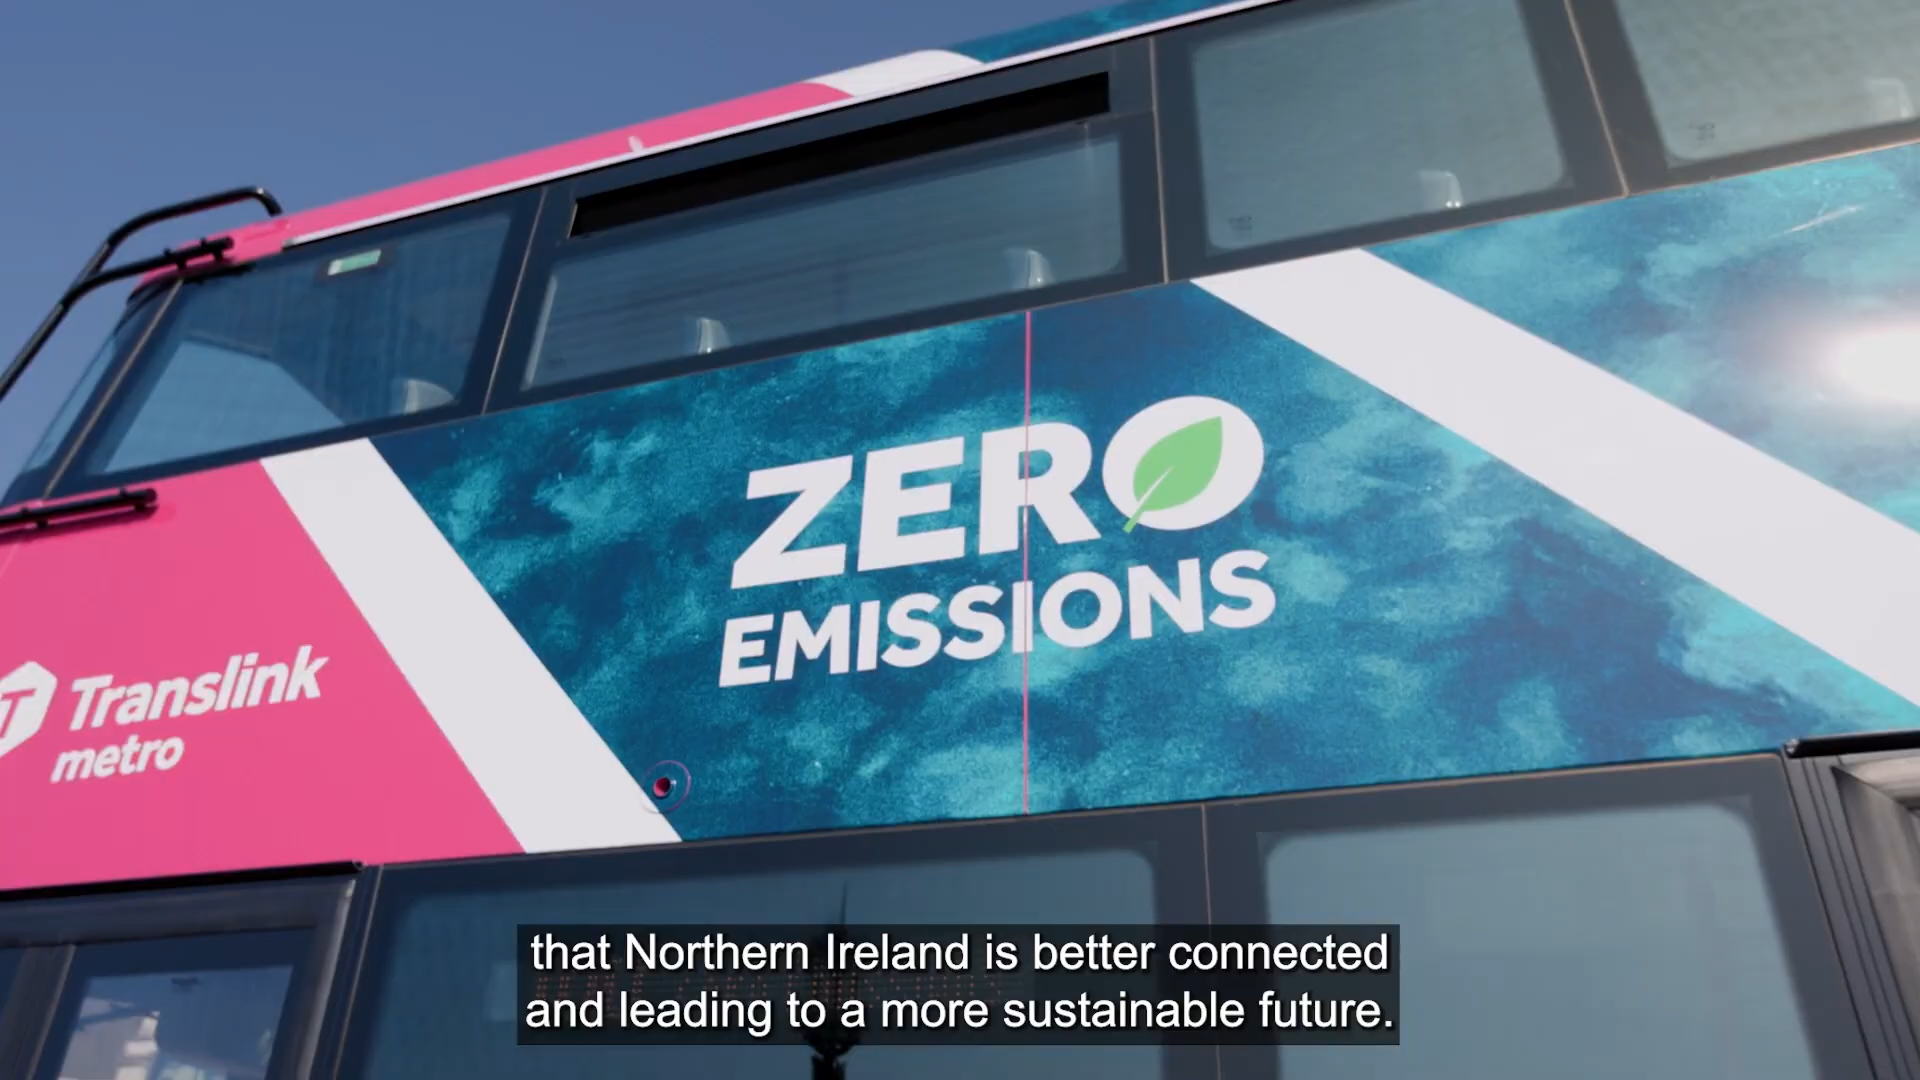 ZERO
EMISSIONS
Translink
metro
that Northern Ireland is better connected
and leading to a more sustainable future.